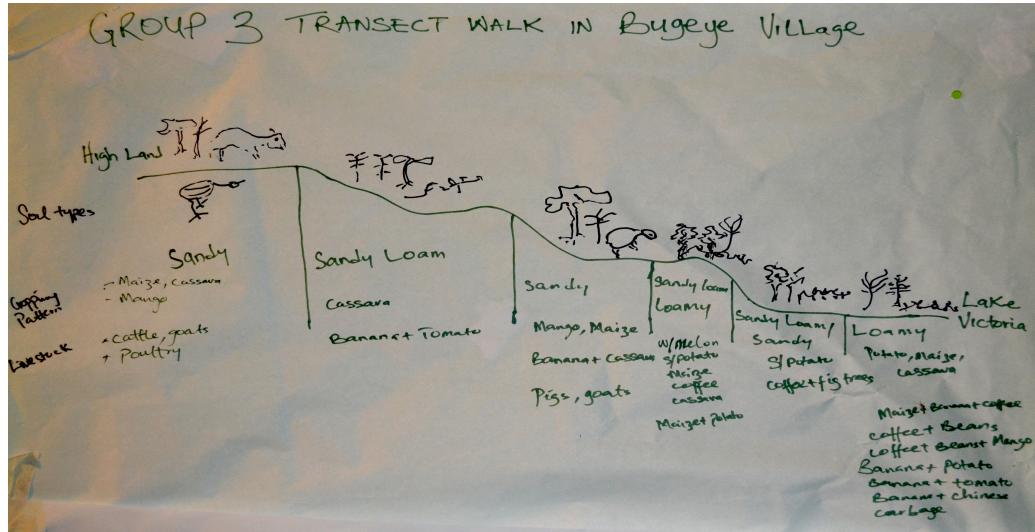 GROUP 3 TRANSECT WALK IN Bugeye VILLAGE
High Land
Soil types
Sandy
Sandy Loam
Sandy
Sandy loam
Loamy
Sandy Loam,
Sandy
Loamy
Lake
Victoria
Cropping
Pattern
- Maize, cassava
- Mango
Cassava
Banana + Tomato
Mango, Maize
Banana + Cassava
W/Melon
S/potato
Maize
coffee
cassava
Maize + potato
S/Potato
Coffee + fig trees
Potato, Maize,
cassava
Maize + Banana + coffee
coffee + Beans
coffee + Beans + Mango
Banana + Potato
Banana + tomato
Banana + chinese
carbage
Livestock
+ cattle, goats
+ Poultry
Pigs, goats